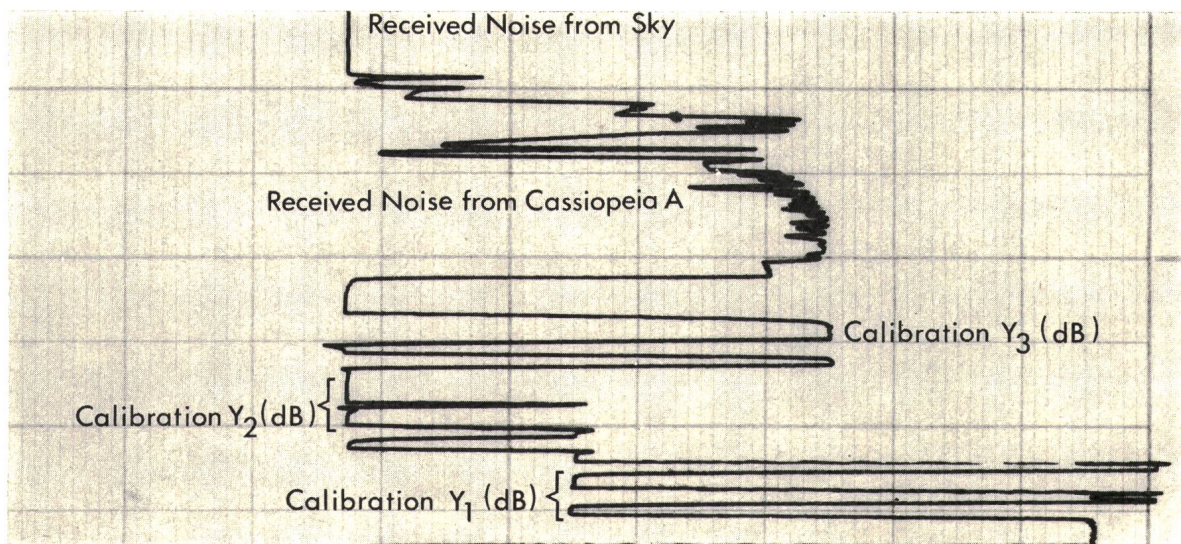 Received Noise from Sky
Received Noise from Cassiopeia A
Calibration Y₃ (dB)
Calibration Y₂ (dB)
Calibration Y₁ (dB)